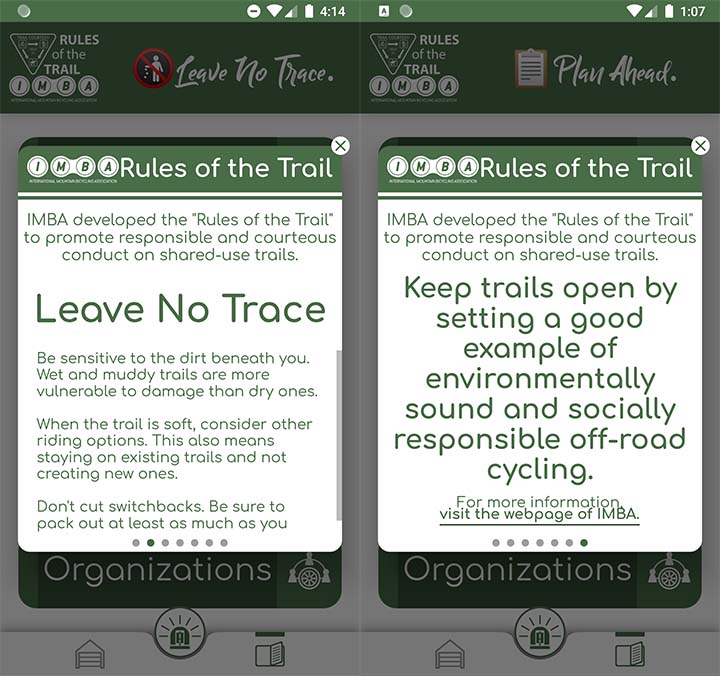 4:14
RULES
of the
TRAIL
IMBA
INTERNATIONAL MOUNTAIN BICYCLING ASSOCIATION
Leave No Trace.
IMBA Rules of the Trail
INTERNATIONAL MOUNTAIN BICYCLING ASSOCIATION
IMBA developed the "Rules of the Trail"
to promote responsible and courteous
conduct on shared-use trails.
Leave No Trace
Be sensitive to the dirt beneath you.
Wet and muddy trails are more
vulnerable to damage than dry ones.
When the trail is soft, consider other
riding options. This also means
staying on existing trails and not
creating new ones.
Don't cut switchbacks. Be sure to
pack out at least as much as you
Organizations
A
1:07
RULES
of the
TRAIL
IMBA
INTERNATIONAL MOUNTAIN BICYCLING ASSOCIATION
Plan Ahead.
IMBA Rules of the Trail
INTERNATIONAL MOUNTAIN BICYCLING ASSOCIATION
IMBA developed the "Rules of the Trail"
to promote responsible and courteous
conduct on shared-use trails.
Keep trails open by
setting a good
example of
environmentally
sound and socially
responsible off-road
cycling.
For more information,
visit the webpage of IMBA.
Organizations